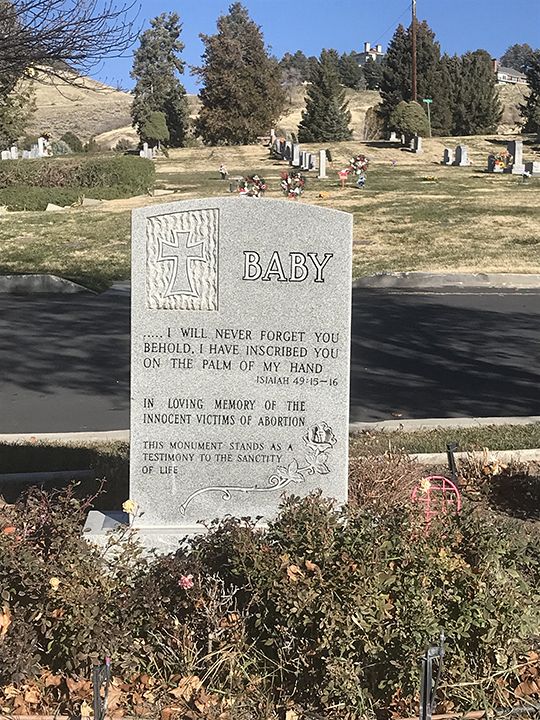 BABY
....., I WILL NEVER FORGET YOU
BEHOLD, I HAVE INSCRIBED YOU
ON THE PALM OF MY HAND
ISIAIAH 49:15-16
IN LOVING MEMORY OF THE
INNOCENT VICTIMS OF ABORTION
THIS MONUMENT STANDS AS A
TESTIMONY TO THE SANCTITY
OF LIFE